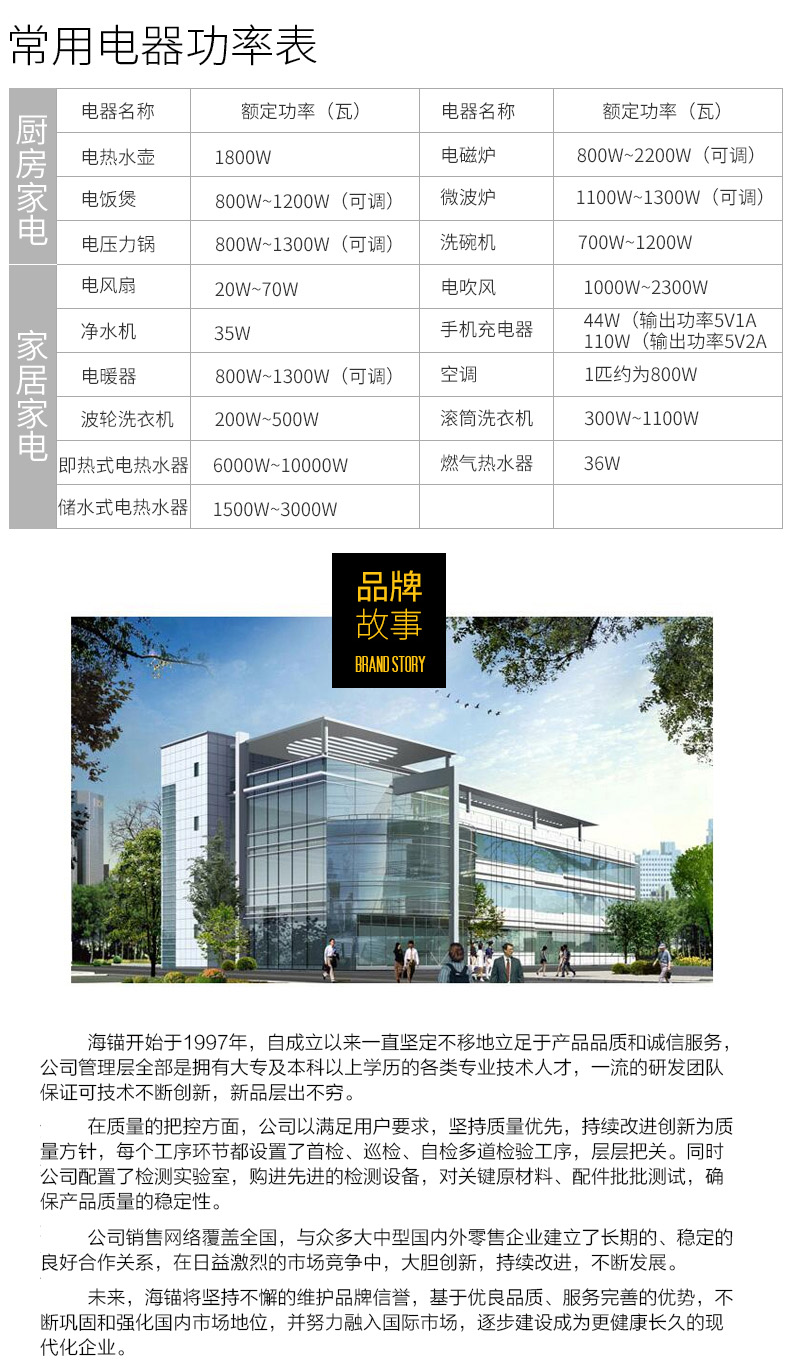 常用电器功率表
厨房家电
电器名称 额定功率（瓦） 电器名称 额定功率（瓦）
电热水壶 1800W 电磁炉 800W~2200W（可调）
电饭煲 800W~1200W（可调） 微波炉 1100W~1300W（可调）
电压力锅 800W~1300W（可调） 洗碗机 700W~1200W
家居家电
电风扇 20W~70W 电吹风 1000W~2300W
净水机 35W 手机充电器 44W（输出功率5V1A
110W（输出功率5V2A
电暖器 800W~1300W（可调） 空调 1匹约为800W
波轮洗衣机 200W~500W 滚筒洗衣机 300W~1100W
即热式电热水器 6000W~10000W 燃气热水器 36W
储水式电热水器 1500W~3000W
品牌
故事
BRAND STORY
海锚开始于1997年，自成立以来一直坚定不移地立足于产品品质和诚信服务，
公司管理层全部是拥有大专及本科以上学历的各类专业技术人才，一流的研发团队
保证可技术不断创新，新品层出不穷。
在质量的把控方面，公司以满足用户要求，坚持质量优先，持续改进创新为质
量方针，每个工序环节都设置了首检、巡检、自检多道检验工序，层层把关。同时
公司配置了检测实验室，购进先进的检测设备，对关键原材料、配件批批测试，确
保产品质量的稳定性。
公司销售网络覆盖全国，与众多大中型国内外零售企业建立了长期的、稳定的
良好合作关系，在日益激烈的市场竞争中，大胆创新，持续改进，不断发展。
未来，海锚将坚持不懈的维护品牌信誉，基于优良品质、服务完善的优势，不
断巩固和强化国内市场地位，并努力融入国际市场，逐步建设成为更健康长久的现
代化企业。